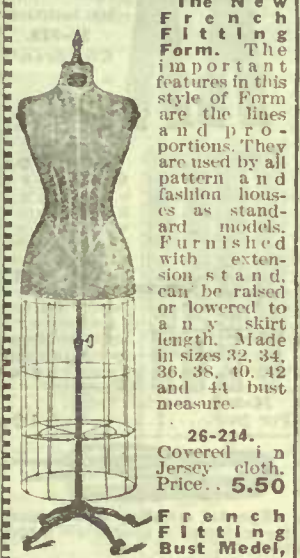 The New
French
Fitting
Form. The
important
features in this
style of Form
are the lines
and pro-
portions. They
are used by all
pattern and
fashion hous-
es as stand-
ard models.
Furnished
with exten-
sion stand,
can be raised
or lowered to
any skirt
length. Made
in sizes 32, 34,
36, 38, 40, 42
and 44 bust
measure.
26-214.
Covered in
Jersey cloth.
Price.. 5.50
French
Fitting
Bust Medel,